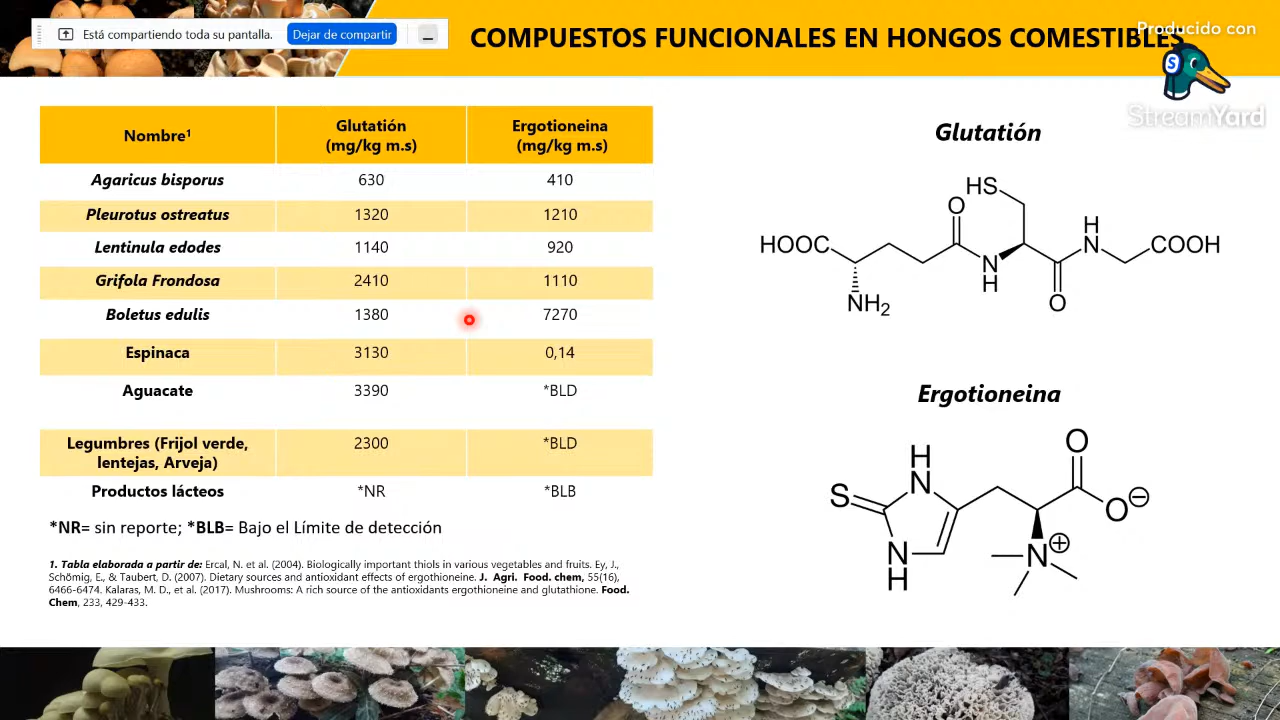 Está compartiendo toda su pantalla.
Dejar de compartir
COMPUESTOS FUNCIONALES EN HONGOS COMESTIBLES
Producido con
S
StreamYard
Nombre¹
Glutatión
(mg/kg m.s)
Ergotioneina
(mg/kg m.s)
Agaricus bisporus 630 410
Pleurotus ostreatus 1320 1210
Lentinula edodes 1140 920
Grifola Frondosa 2410 1110
Boletus edulis 1380 7270
Espinaca 3130 0,14
Aguacate 3390 *BLD
Legumbres (Frijol verde,
lentejas, Arveja) 2300 *BLD
Productos lácteos *NR *BLB
*NR= sin reporte; *BLB= Bajo el Límite de detección
1. Tabla elaborada a partir de: Ercal, N. et al. (2004). Biologically important thiols in various vegetables and fruits. Ey, J.,
Schömig, E., & Taubert, D. (2007). Dietary sources and antioxidant effects of ergothioneine. J. Agri. Food. chem, 55(16),
6466-6474. Kalaras, M. D., et al. (2017). Mushrooms: A rich source of the antioxidants ergothioneine and glutathione. Food.
Chem, 233, 429-433.
Glutatión
HS
O
H
HOOC
N
COOH
N
H
NH₂
O
Ergotioneina
O
H
N
S
O⊖
N
H
N⊕